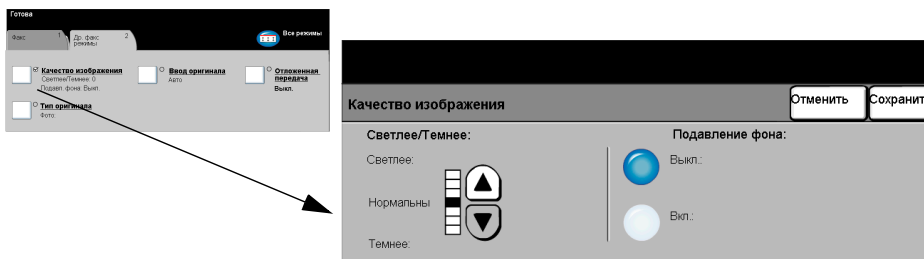 Готова
Факс 1
Др. факс режимы 2
Все режимы
Качество изображения
Светлее/Темнее: 0
Подавл. фона: Выкл.
Ввод оригинала
Авто
Отложенная передача
Выкл.
Тип оригинала
Фото:
Качество изображения
Отменить
Сохранит
Светлее/Темнее:
Подавление фона:
Светлее:
Выкл.:
Нормальны
Вкл.:
Темнее: